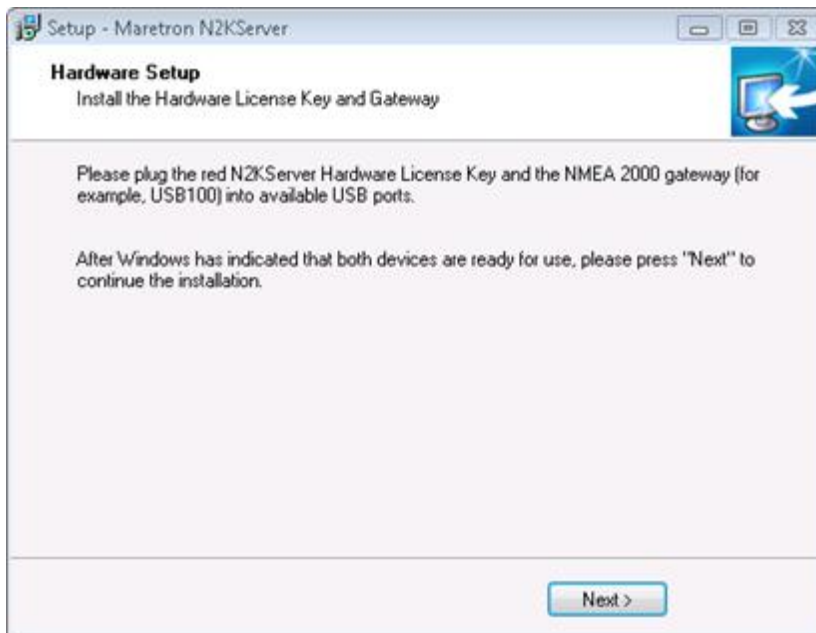 Setup - Maretron N2KServer
Hardware Setup
Install the Hardware License Key and Gateway
Please plug the red N2KServer Hardware License Key and the NMEA 2000 gateway (for
example, USB100) into available USB ports.
After Windows has indicated that both devices are ready for use, please press "Next" to
continue the installation.
Next >